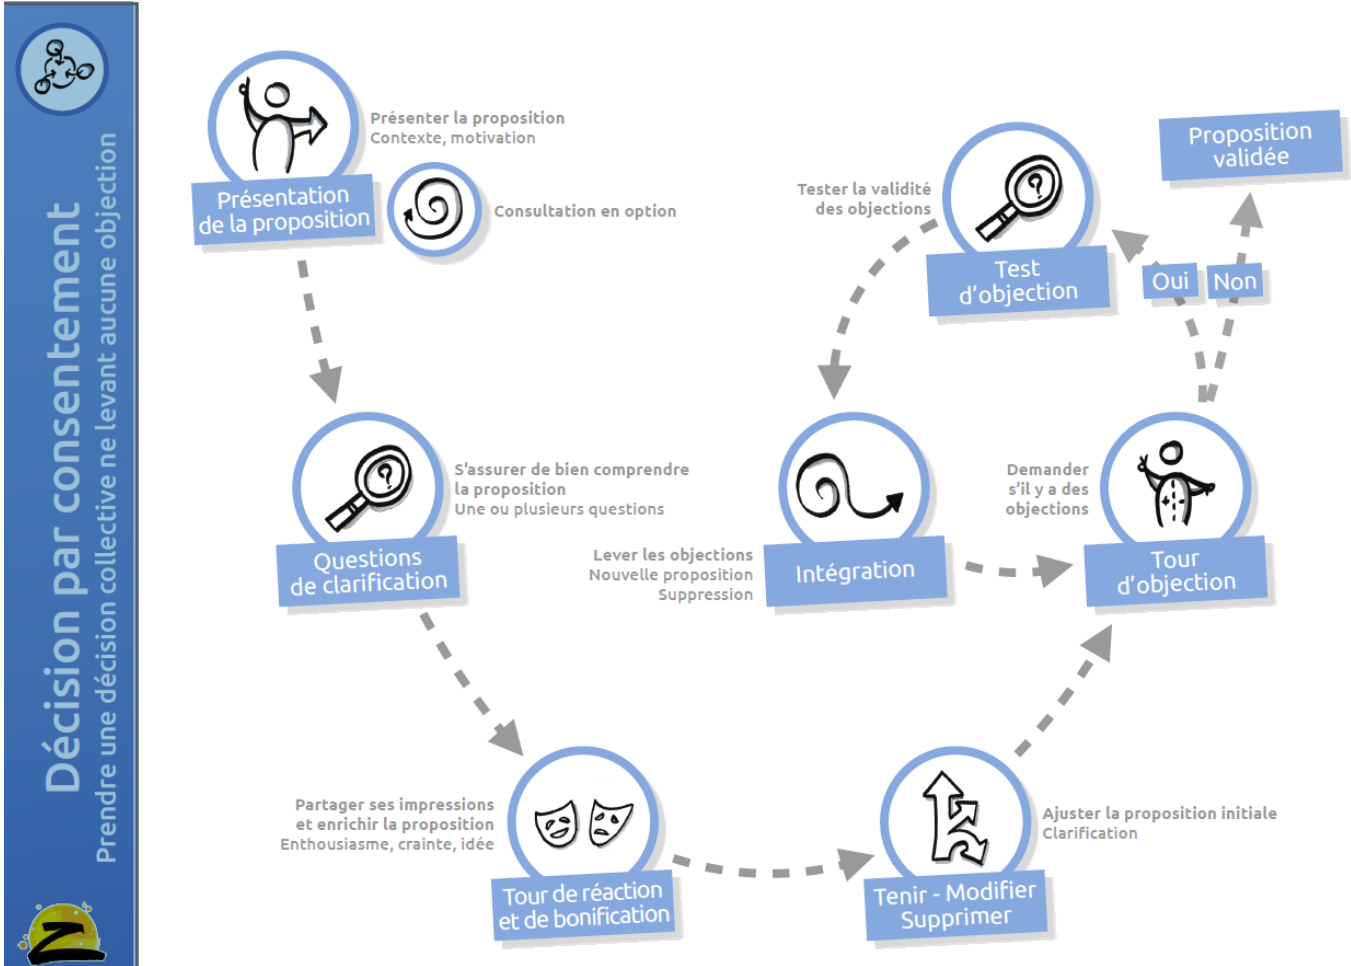 Décision par consentement
Prendre une décision collective ne levant aucune objection
Présentation
de la proposition
Présenter la proposition
Contexte, motivation
Consultation en option
Questions
de clarification
S'assurer de bien comprendre
la proposition
Une ou plusieurs questions
Tour de réaction
et de bonification
Partager ses impressions
et enrichir la proposition
Enthousiasme, crainte, idée
Tenir - Modifier
Supprimer
Ajuster la proposition initiale
Clarification
Tour
d'objection
Demander
s'il y a des
objections
Oui
Non
Proposition
validée
Test
d'objection
Tester la validité
des objections
Intégration
Lever les objections
Nouvelle proposition
Suppression
Z